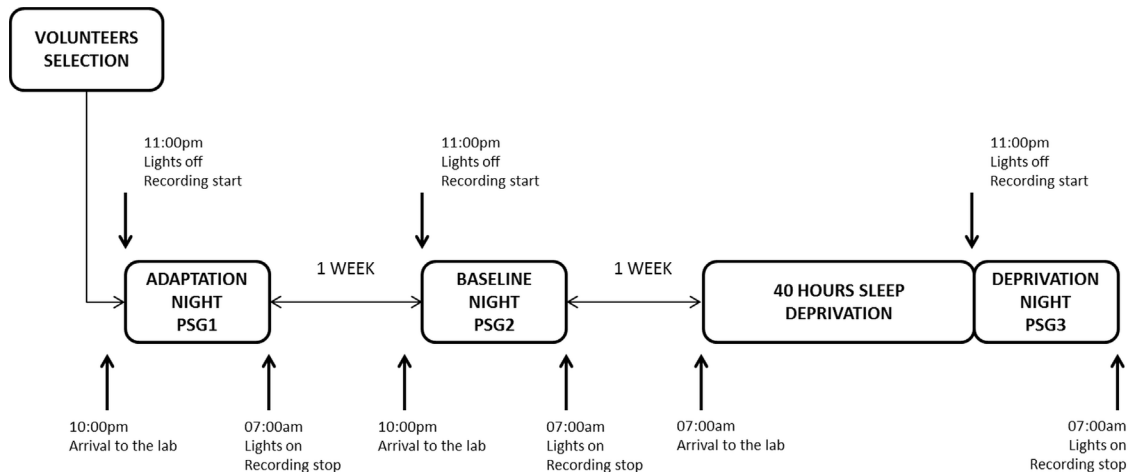 VOLUNTEERS
SELECTION
11:00pm
Lights off
Recording start
11:00pm
Lights off
Recording start
11:00pm
Lights off
Recording start
ADAPTATION
NIGHT
PSG1
1 WEEK
BASELINE
NIGHT
PSG2
1 WEEK
40 HOURS SLEEP
DEPRIVATION
DEPRIVATION
NIGHT
PSG3
10:00pm
Arrival to the lab
07:00am
Lights on
Recording stop
10:00pm
Arrival to the lab
07:00am
Lights on
Recording stop
07:00am
Arrival to the lab
07:00am
Lights on
Recording stop